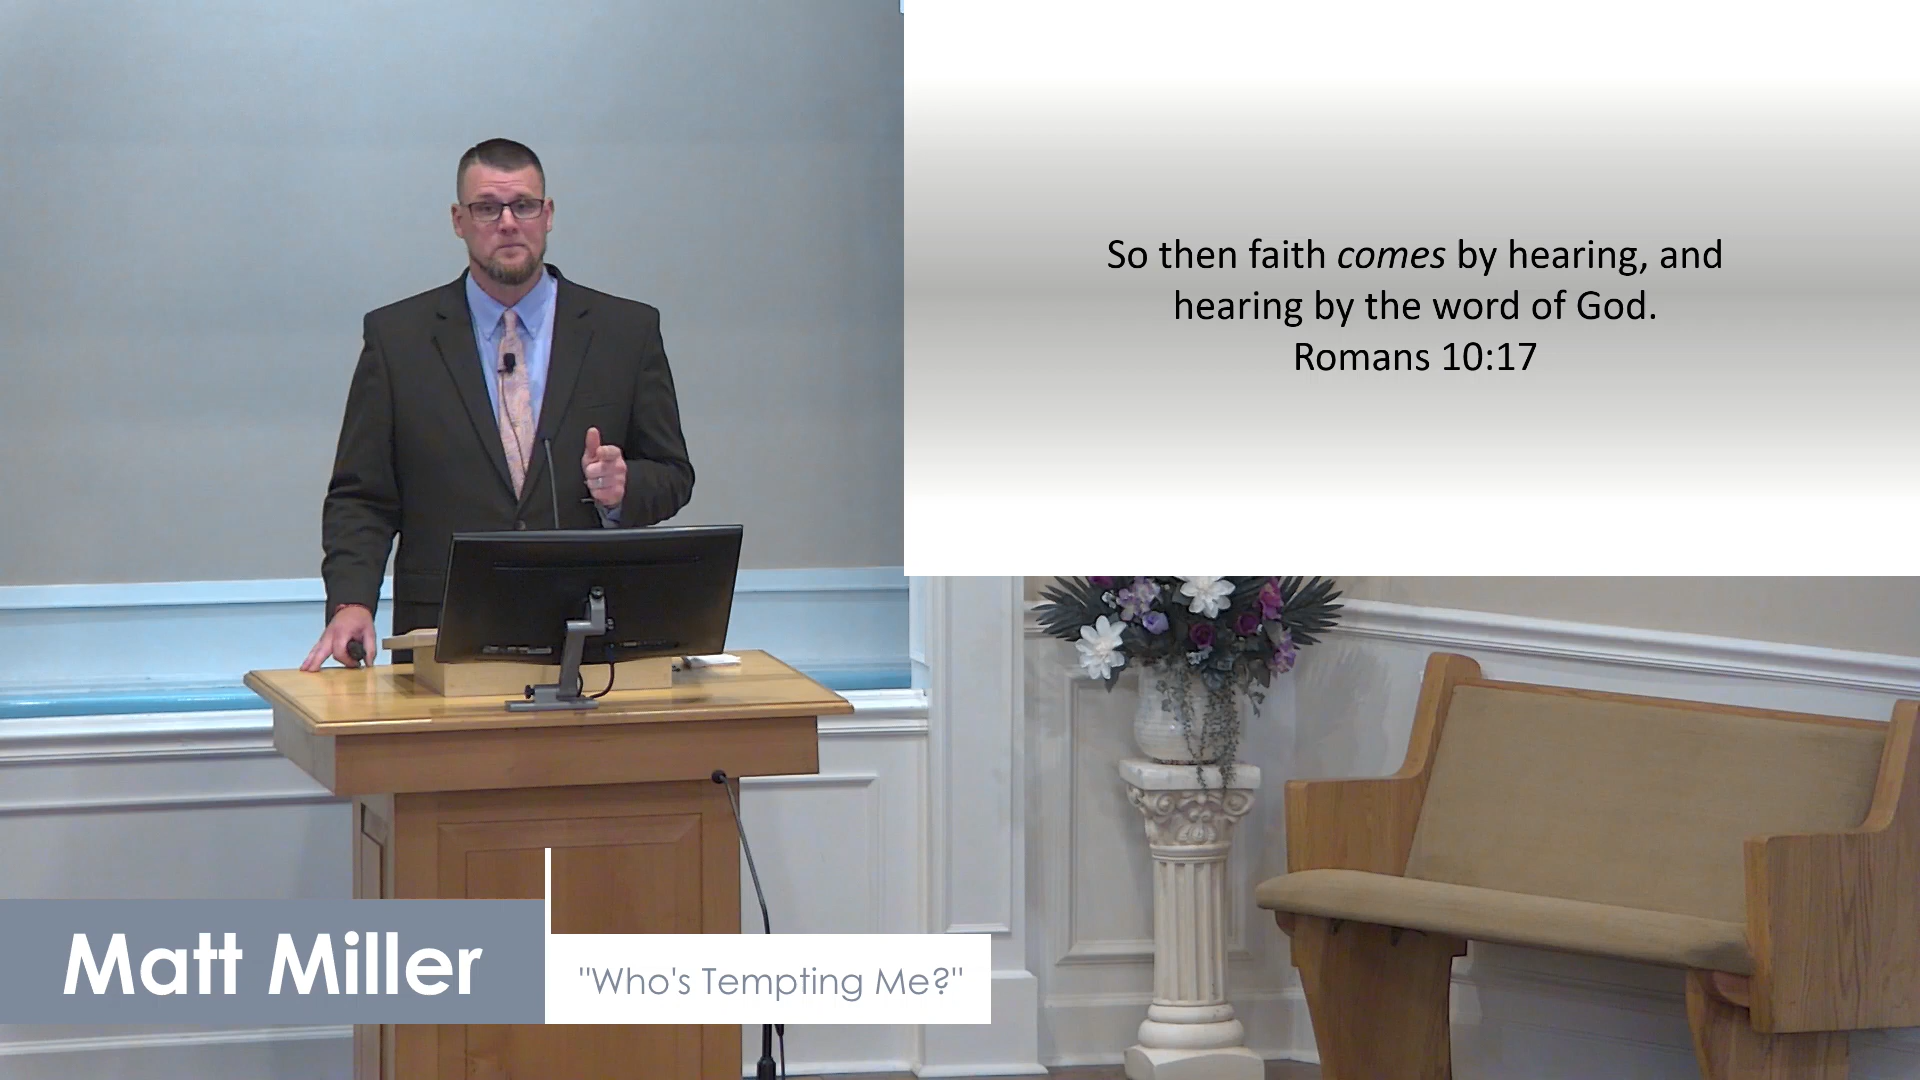 So then faith comes by hearing, and
hearing by the word of God.
Romans 10:17
Matt Miller
"Who's Tempting Me?"